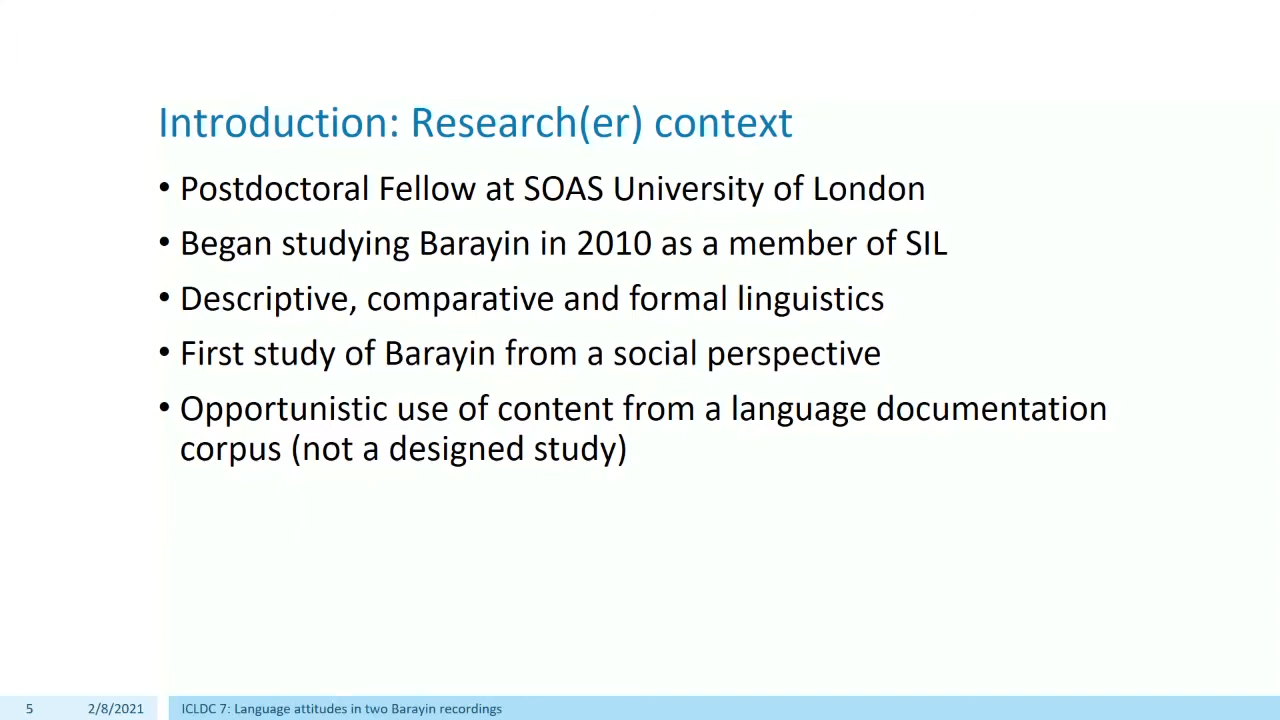 Introduction: Research(er) context
• Postdoctoral Fellow at SOAS University of London
• Began studying Barayin in 2010 as a member of SIL
• Descriptive, comparative and formal linguistics
• First study of Barayin from a social perspective
• Opportunistic use of content from a language documentation
corpus (not a designed study)
5 2/8/2021 ICLDC 7: Language attitudes in two Barayin recordings